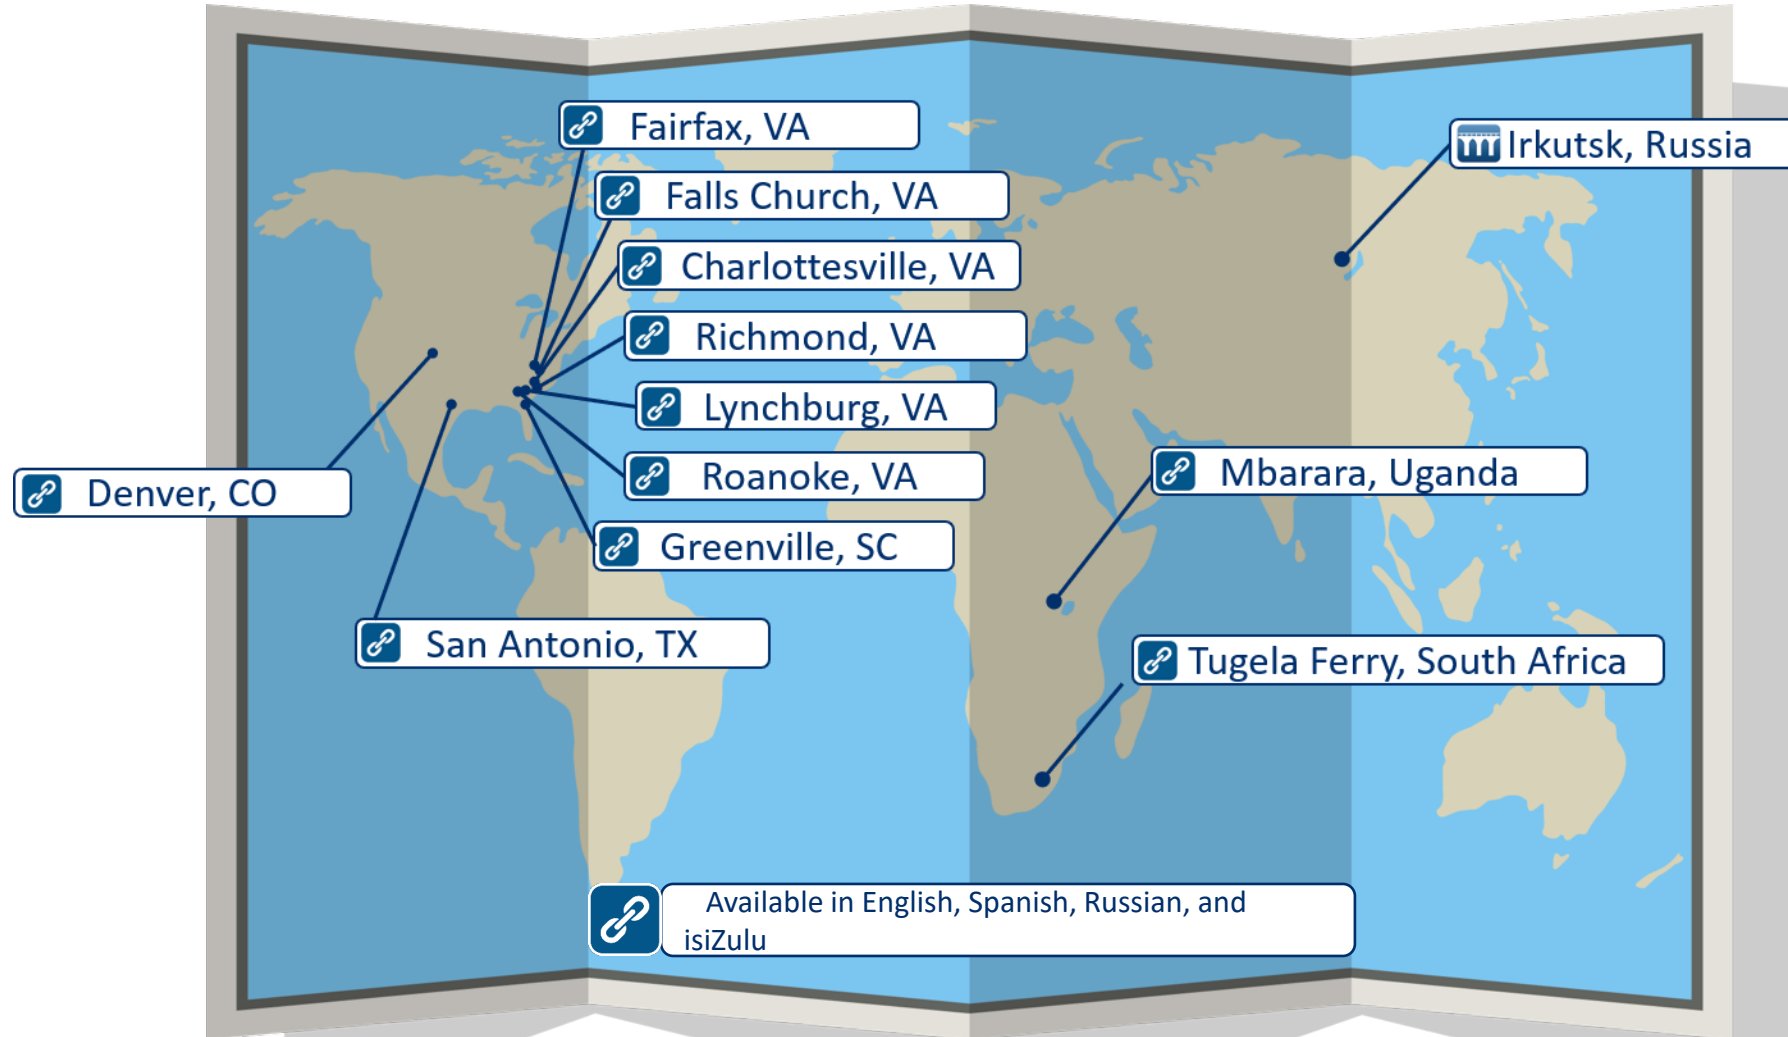 Fairfax, VA
Irkutsk, Russia
Falls Church, VA
Charlottesville, VA
Richmond, VA
Lynchburg, VA
Roanoke, VA
Mbarara, Uganda
Denver, CO
Greenville, SC
San Antonio, TX
Tugela Ferry, South Africa
Available in English, Spanish, Russian, and
isiZulu